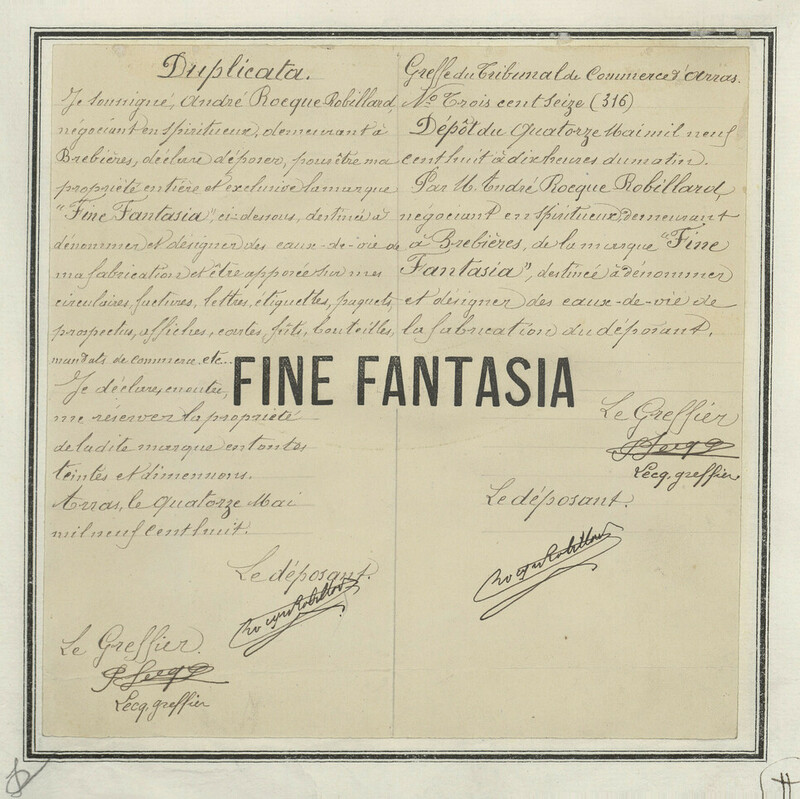 Duplicata.
Je soussigné, André Rocque-Robillard,
négociant en spiritueux, demeurant à
Brebières, déclare déposer, pour être ma
propriété entière et exclusive la marque
"Fine Fantasia", ci-dessous, destinée à
dénommer et désigner des eaux-de-vie de
ma fabrication et être apposée sur mes
circulaires, factures, lettres, étiquettes, paquets,
prospectus, affiches, cartes, fûts, bouteilles,
mandats de commerce, etc...
Je déclare, en outre,
me réserver la propriété
de ladite marque en toutes
teintes et dimensions.
Arras, le Quatorze Mai
mil neuf cent huit.
Le déposant.
Rocque Robillard
Le Greffier.
Lecq, greffier
FINE FANTASIA
Greffe du Tribunal de Commerce d'Arras.
No Trois cent Seize (316)
Dépôt du Quatorze Mai mil neuf
cent huit à dix heures du matin.
Par M. André Rocque Robillard,
négociant en spiritueux, demeurant
à Brebières, de la marque "Fine
Fantasia", destinée à dénommer
et désigner des eaux-de-vie de
la fabrication du déposant.
Le Greffier
Lecq, greffier
Le déposant.
Rocque Robillard